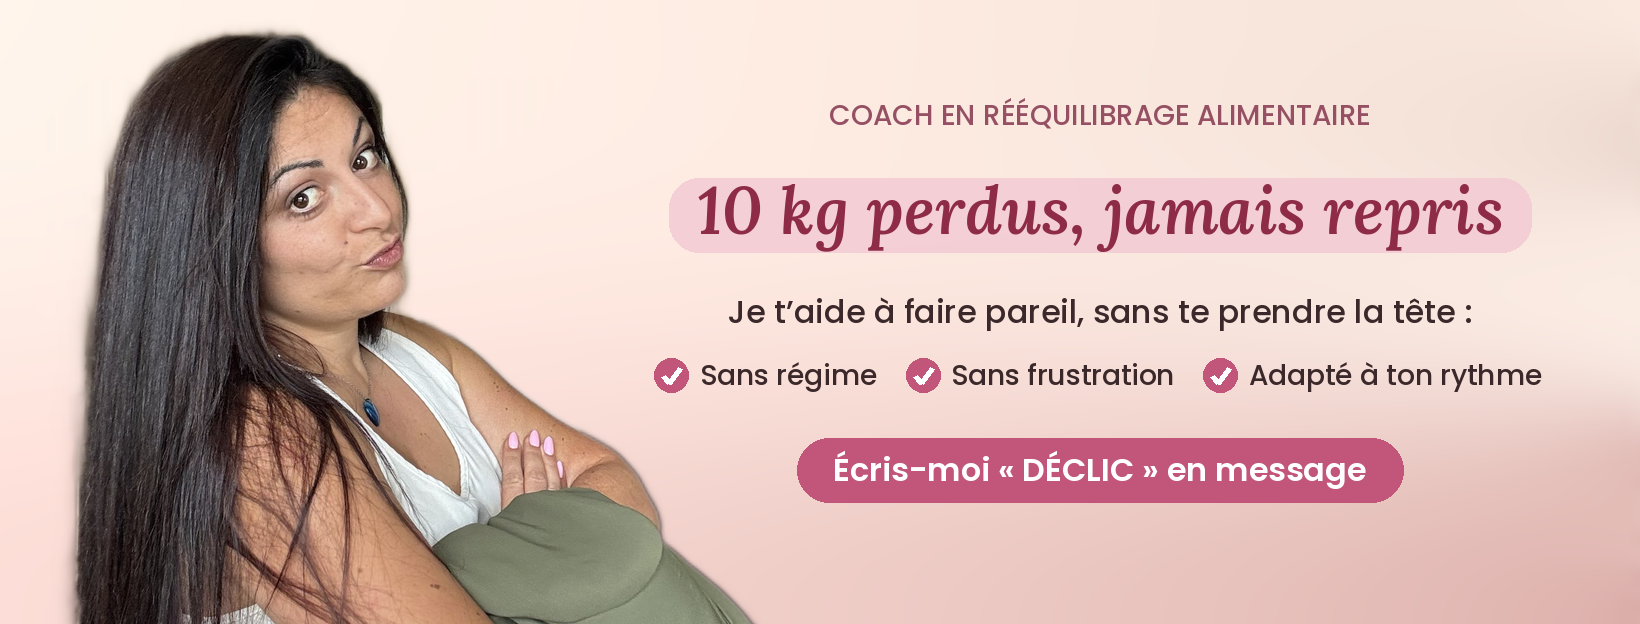 COACH EN RÉÉQUILIBRAGE ALIMENTAIRE
10 kg perdus, jamais repris
Je t’aide à faire pareil, sans te prendre la tête :
Sans régime Sans frustration Adapté à ton rythme
Écris-moi « DÉCLIC » en message